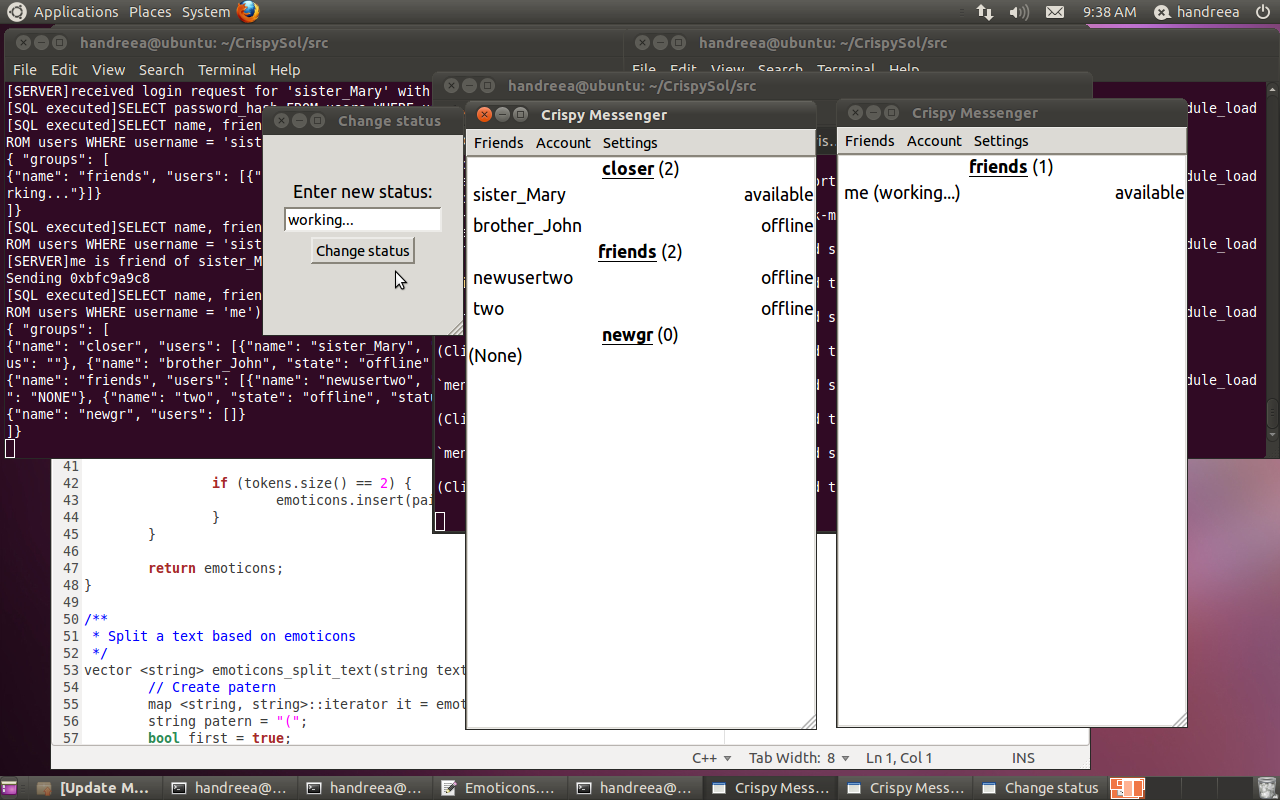 Applications Places System 9:38 AM handreea
handreea@ubuntu: ~/CrispySol/src
File Edit View Search Terminal Help
[SERVER]received login request for 'sister_Mary' with
[SQL executed]SELECT password_hash FROM users WHERE
[SQL executed]SELECT name, frien
ROM users WHERE username = 'sist
{ "groups": [
{"name": "friends", "users": [{"
rking..."}]}
]}
[SQL executed]SELECT name, frien
ROM users WHERE username = 'sist
[SERVER]me is friend of sister_M
Sending 0xbfc9a9c8
[SQL executed]SELECT name, frien
ROM users WHERE username = 'me')
{ "groups": [
{"name": "closer", "users": [{"name": "sister_Mary",
us": ""}, {"name": "brother_John", "state": "offline"
{"name": "friends", "users": [{"name": "newusertwo",
": "NONE"}, {"name": "two", "state": "offline", "statu
{"name": "newgr", "users": []}
]}
handreea@ubuntu: ~/CrispySol/src
File Edit View Search Terminal Help
dule_load
dule_load
dule_load
dule_load
dule_load
handreea@ubuntu: ~/CrispySol/src
(Cli
`men
(Cli
`men
(Cli
Change status
Enter new status:
working...
Change status
Crispy Messenger
Friends Account Settings
closer (2)
sister_Mary available
brother_John offline
friends (2)
newusertwo offline
two offline
newgr (0)
(None)
Crispy Messenger
Friends Account Settings
friends (1)
me (working...) available
41
42 if (tokens.size() == 2) {
43 emoticons.insert(pai
44 }
45 }
46
47 return emoticons;
48 }
49
50 /**
51 * Split a text based on emoticons
52 */
53 vector <string> emoticons_split_text(string text
54 // Create patern
55 map <string, string>::iterator it = emot
56 string patern = "(";
57 bool first = true;
C++ Tab Width: 8 Ln 1, Col 1 INS
[Update M... handreea@... handreea@... Emoticons.... handreea@... Crispy Mess... Crispy Mess... Change status